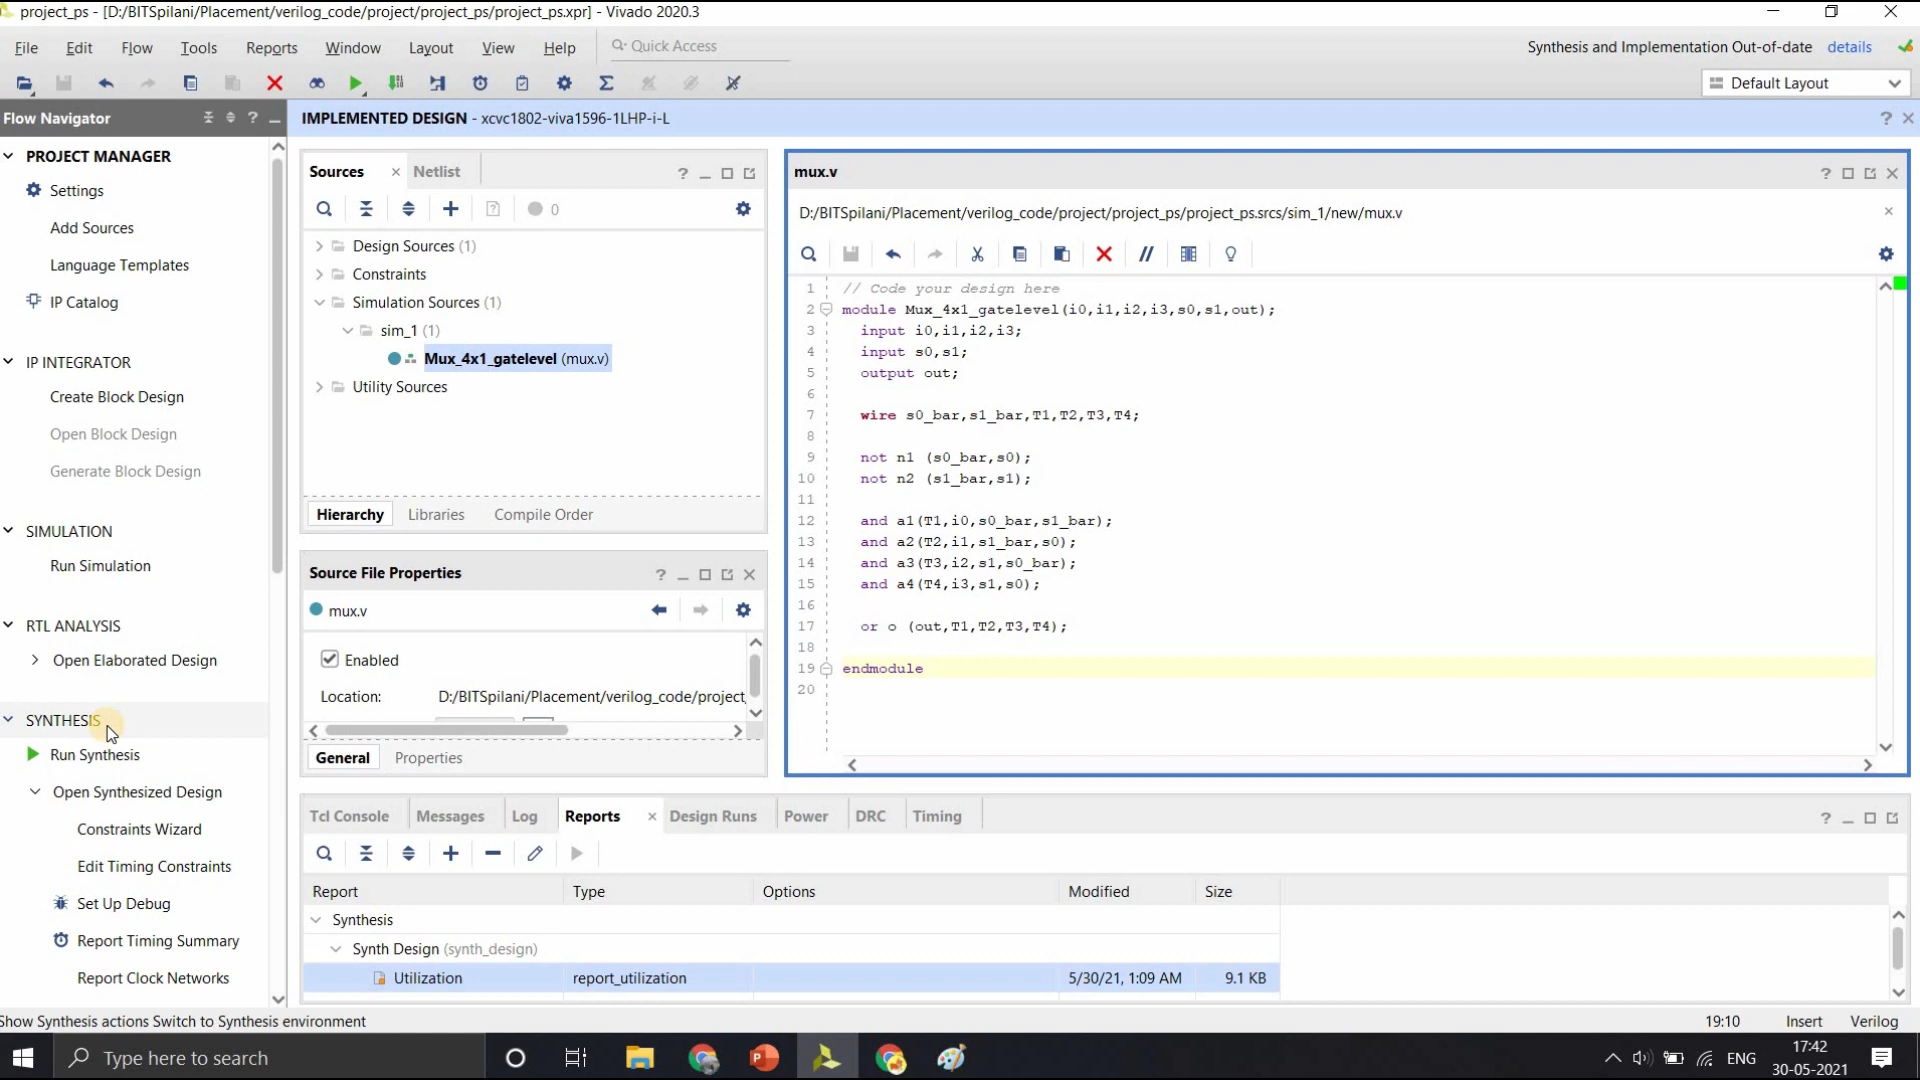 project_ps - [D:/BITSpilani/Placement/verilog_code/project/project_ps/project_ps.xpr] - Vivado 2020.3
File Edit Flow Tools Reports Window Layout View Help Quick Access
Synthesis and Implementation Out-of-date details
Default Layout
Flow Navigator
IMPLEMENTED DESIGN - xcvc1802-viva1596-1LHP-i-L
PROJECT MANAGER
Settings
Add Sources
Language Templates
IP Catalog
IP INTEGRATOR
Create Block Design
Open Block Design
Generate Block Design
SIMULATION
Run Simulation
RTL ANALYSIS
Open Elaborated Design
SYNTHESIS
Run Synthesis
Open Synthesized Design
Constraints Wizard
Edit Timing Constraints
Set Up Debug
Report Timing Summary
Report Clock Networks
Sources Netlist
0
Design Sources (1)
Constraints
Simulation Sources (1)
sim_1 (1)
Mux_4x1_gatelevel (mux.v)
Utility Sources
Hierarchy Libraries Compile Order
Source File Properties
mux.v
Enabled
Location: D:/BITSpilani/Placement/verilog_code/project_
General Properties
mux.v
D:/BITSpilani/Placement/verilog_code/project/project_ps/project_ps.srcs/sim_1/new/mux.v
1 // Code your design here
2 module Mux_4x1_gatelevel(i0,i1,i2,i3,s0,s1,out);
3 input i0,i1,i2,i3;
4 input s0,s1;
5 output out;
6
7 wire s0_bar,s1_bar,T1,T2,T3,T4;
8
9 not n1 (s0_bar,s0);
10 not n2 (s1_bar,s1);
11
12 and a1(T1,i0,s0_bar,s1_bar);
13 and a2(T2,i1,s1_bar,s0);
14 and a3(T3,i2,s1,s0_bar);
15 and a4(T4,i3,s1,s0);
16
17 or o (out,T1,T2,T3,T4);
18
19 endmodule
20
Tcl Console Messages Log Reports Design Runs Power DRC Timing
Report Type Options Modified Size
Synthesis
Synth Design (synth_design)
Utilization report_utilization 5/30/21, 1:09 AM 9.1 KB
Show Synthesis actions Switch to Synthesis environment
19:10 Insert Verilog
Type here to search
ENG
17:42
30-05-2021